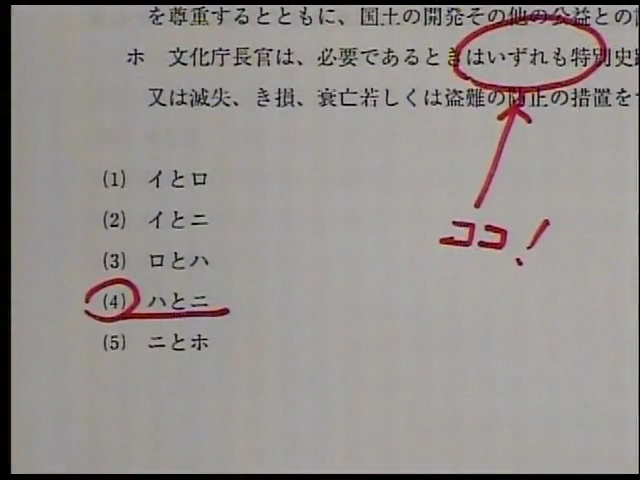 を尊重するとともに、国土の開発その他の公益との
ホ 文化庁長官は、必要であるときはいずれも特別史
又は滅失、き損、衰亡若しくは盗難の防止の措置を
ココ!
(1) イとロ
(2) イとニ
(3) ロとハ
(4) ハとニ
(5) ニとホ